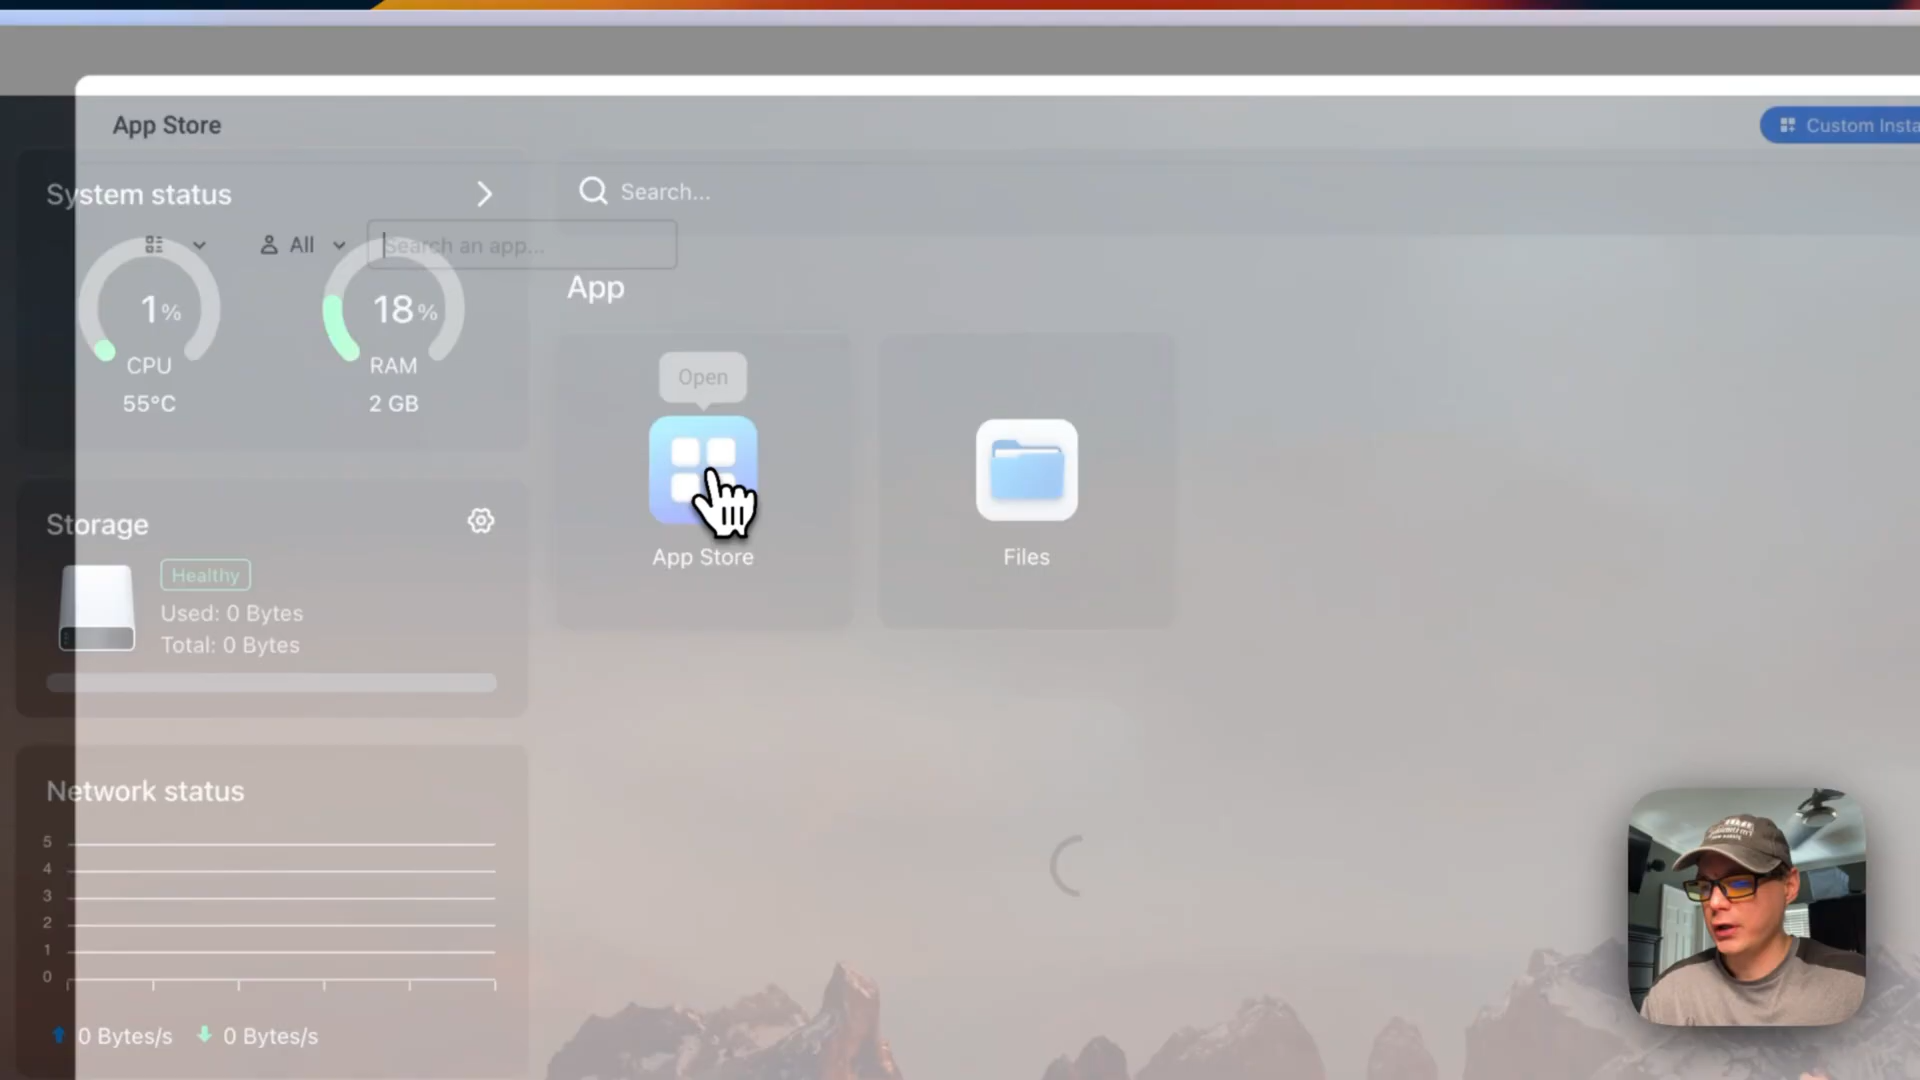 App Store
Custom Insta
System status
Search...
All
Search an app...
App
1%
18%
CPU
RAM
55°C
2 GB
Open
App Store
Files
Storage
Healthy
Used: 0 Bytes
Total: 0 Bytes
Network status
5
4
3
2
1
0
0 Bytes/s
0 Bytes/s